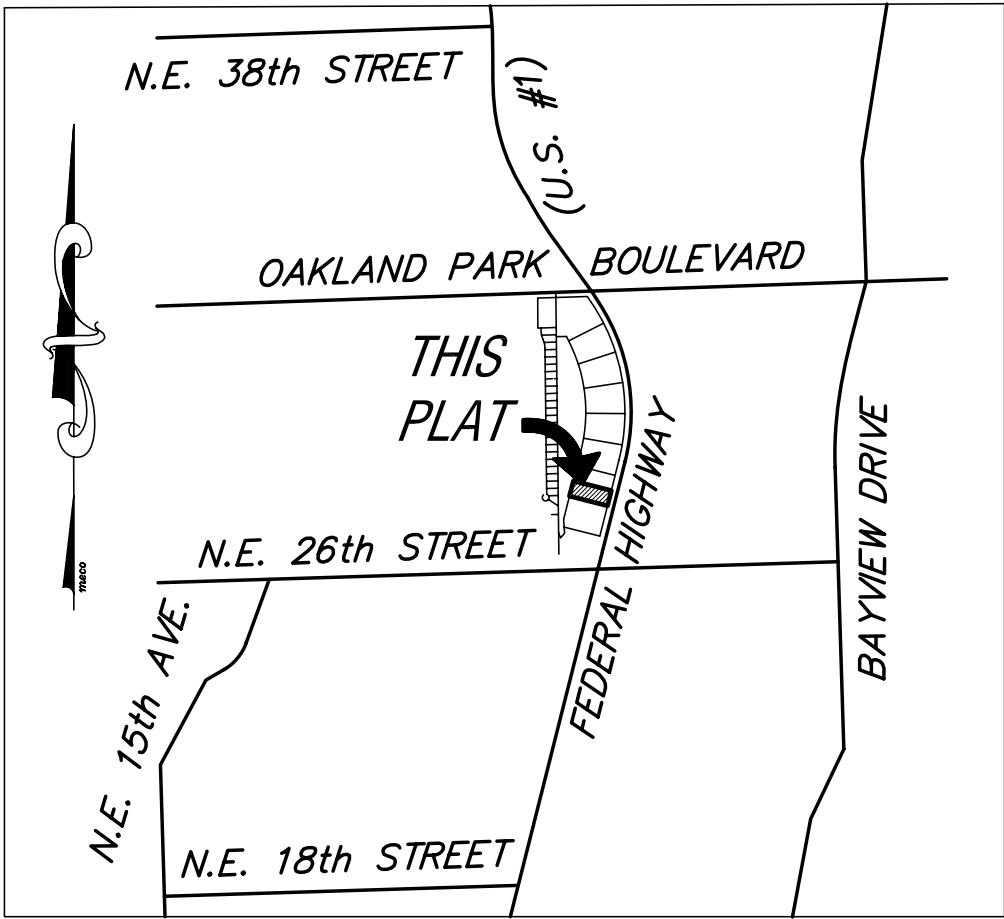 N.E. 38th STREET
(U.S. #1)
OAKLAND PARK BOULEVARD
THIS
PLAT
FEDERAL HIGHWAY
BAYVIEW DRIVE
N.E. 26th STREET
meco
N.E. 15th AVE.
N.E. 18th STREET